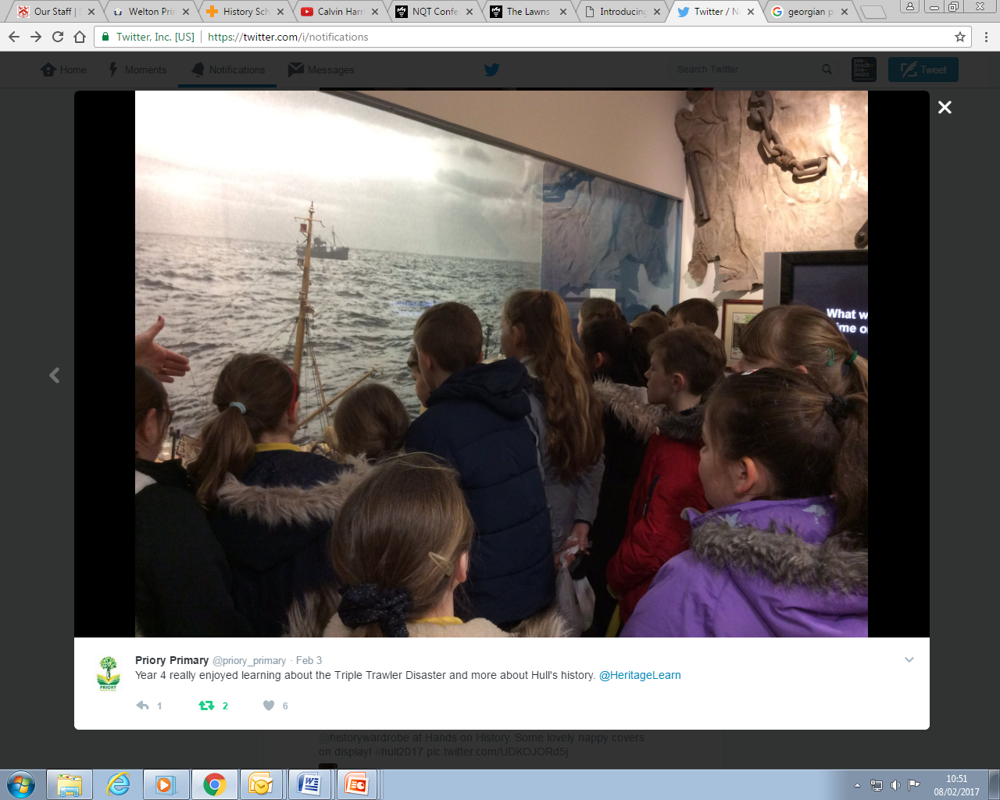 Our Staff |
Welton Prin
History Sch
Calvin Harr
NQT Confe
The Lawns
Introducing
Twitter / N
georgian p
Twitter, Inc. [US] https://twitter.com/i/notifications
Home Moments Notifications Messages Search Twitter Tweet
What w
ime o
PRIORY
Priory Primary @priory_primary · Feb 3
Year 4 really enjoyed learning about the Triple Trawler Disaster and more about Hull's history. @HeritageLearn
1 2 6
@historywardrobe at Hands on History. Some lovely nappy covers
on display! #hull2017 pic.twitter.com/UDKOJORd5j
10:51
08/02/2017